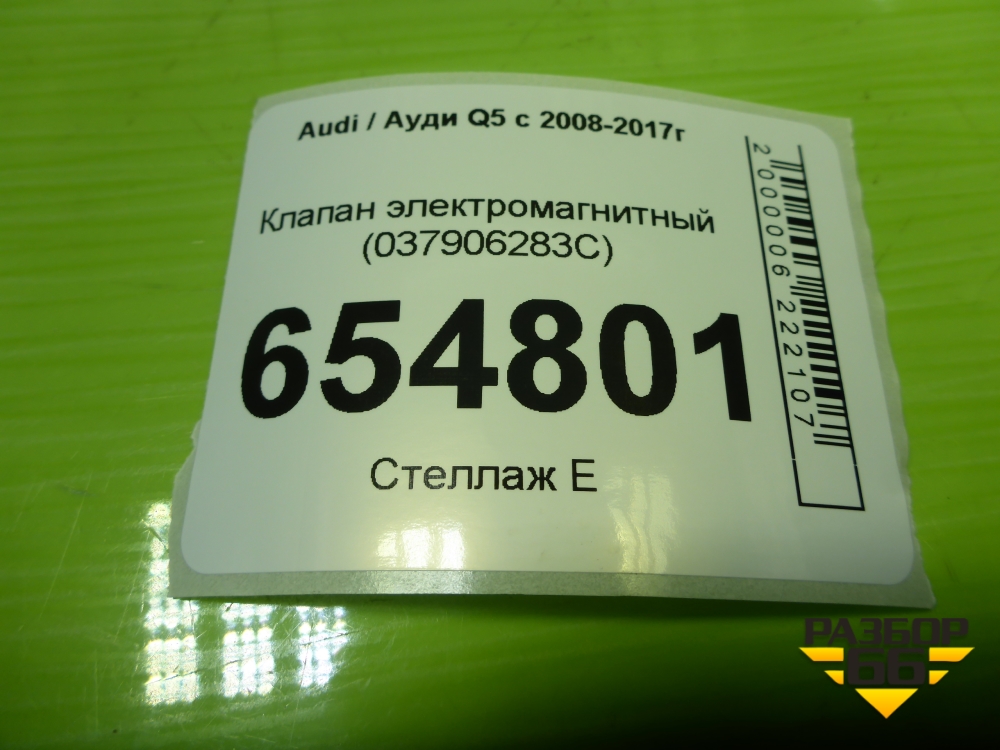 Audi / Ауди Q5 с 2008-2017г
Клапан электромагнитный
(037906283C)
654801
Стеллаж Е
2000006222107
РАЗБОР
66